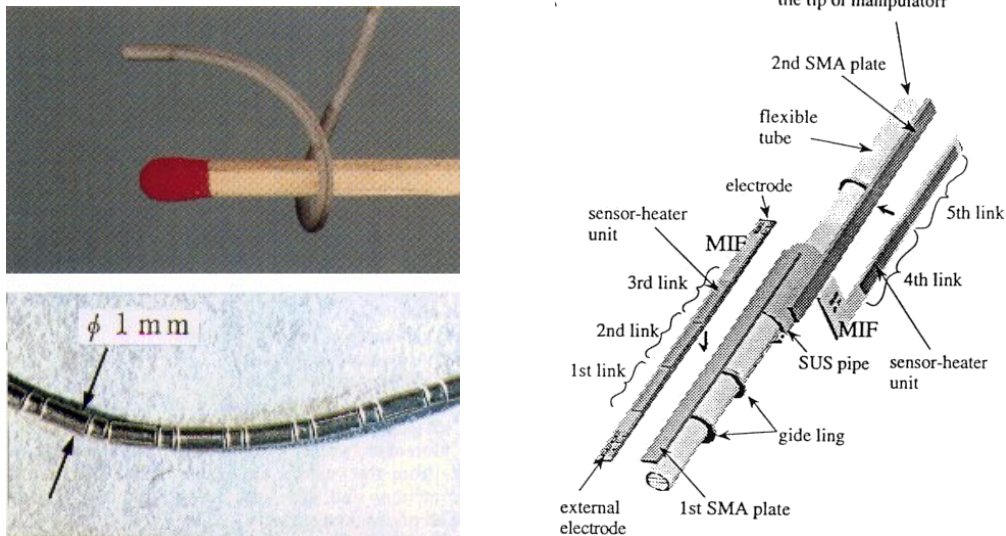 ϕ 1 mm
the tip of manipulatorf
2nd SMA plate
flexible
tube
electrode
sensor-heater
unit
MIF
5th link
3rd link
4th link
2nd link
MIF
SUS pipe
1st link
sensor-heater
unit
gide ling
external
electrode
1st SMA plate